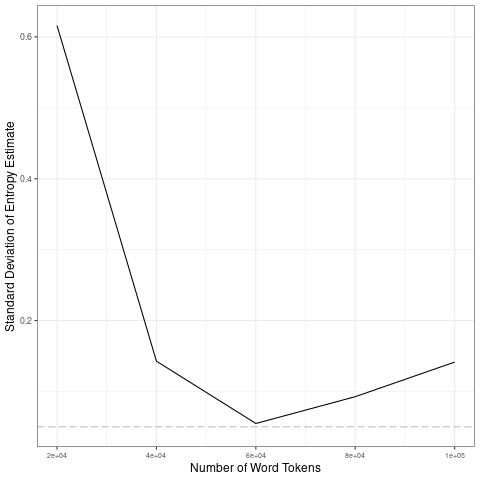 Standard Deviation of Entropy Estimate
0.6
0.4
0.2
2e+04 4e+04 6e+04 8e+04 1e+05
Number of Word Tokens